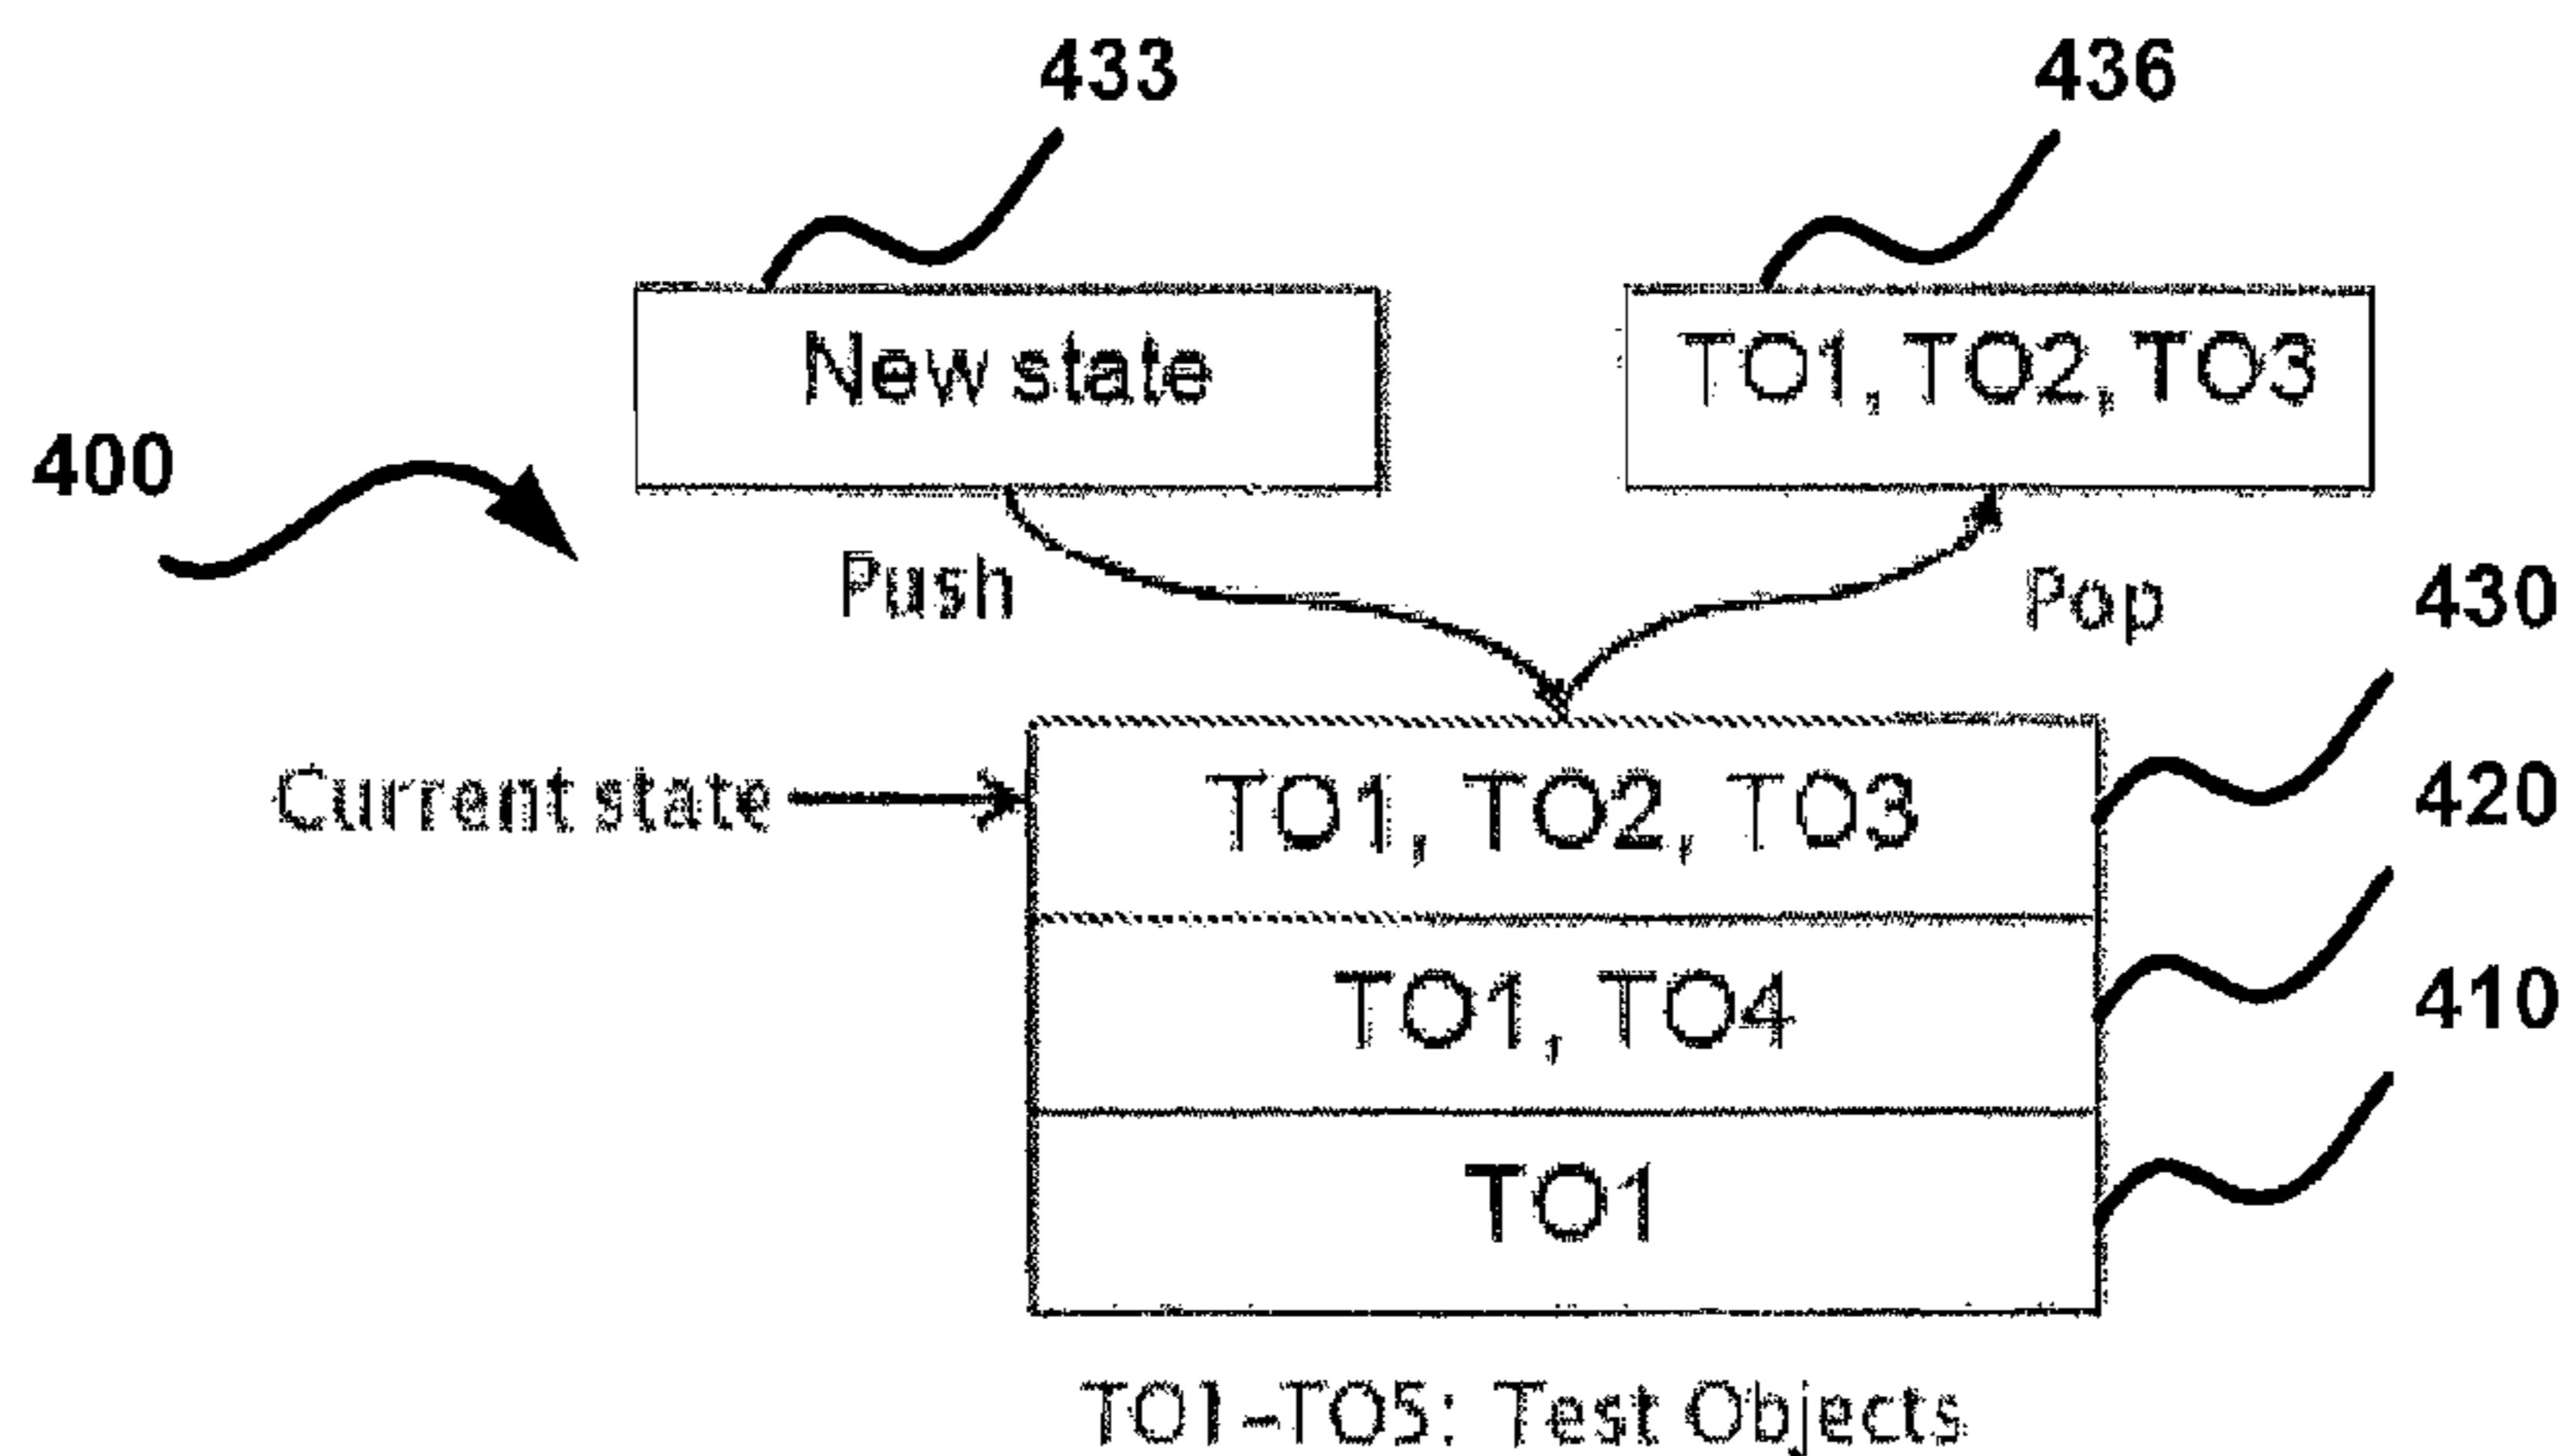 433
436
New state
TO1, TO2, TO3
400
Push
Pop
430
Current state
TO1, TO2, TO3
420
TO1, TO4
410
TO1
TO1-TO5: Test Objects